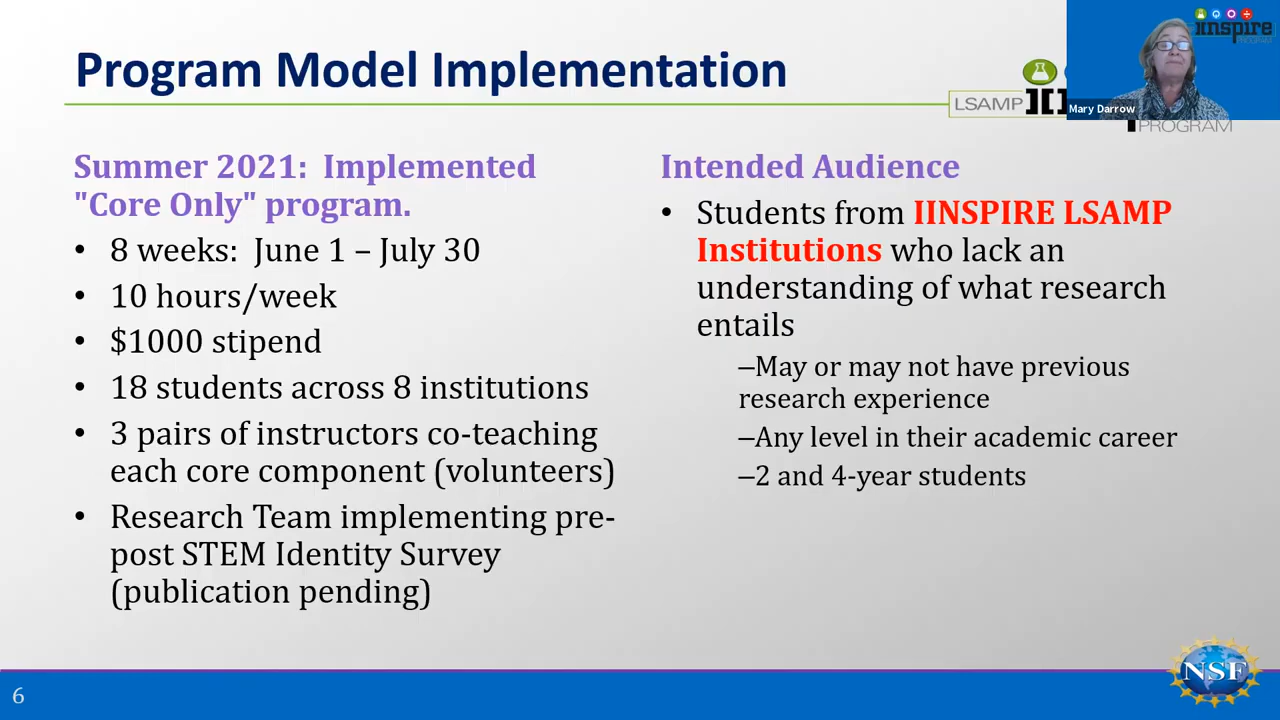 Program Model Implementation
IINspire
PROGRAM
LSAMP
Mary Darrow
PROGRAM
Summer 2021:  Implemented
"Core Only" program.
• 8 weeks:  June 1 – July 30
• 10 hours/week
• $1000 stipend
• 18 students across 8 institutions
• 3 pairs of instructors co-teaching
each core component (volunteers)
• Research Team implementing pre-
post STEM Identity Survey
(publication pending)
Intended Audience
• Students from IINSPIRE LSAMP
Institutions who lack an
understanding of what research
entails
–May or may not have previous
research experience
–Any level in their academic career
–2 and 4-year students
6
NSF